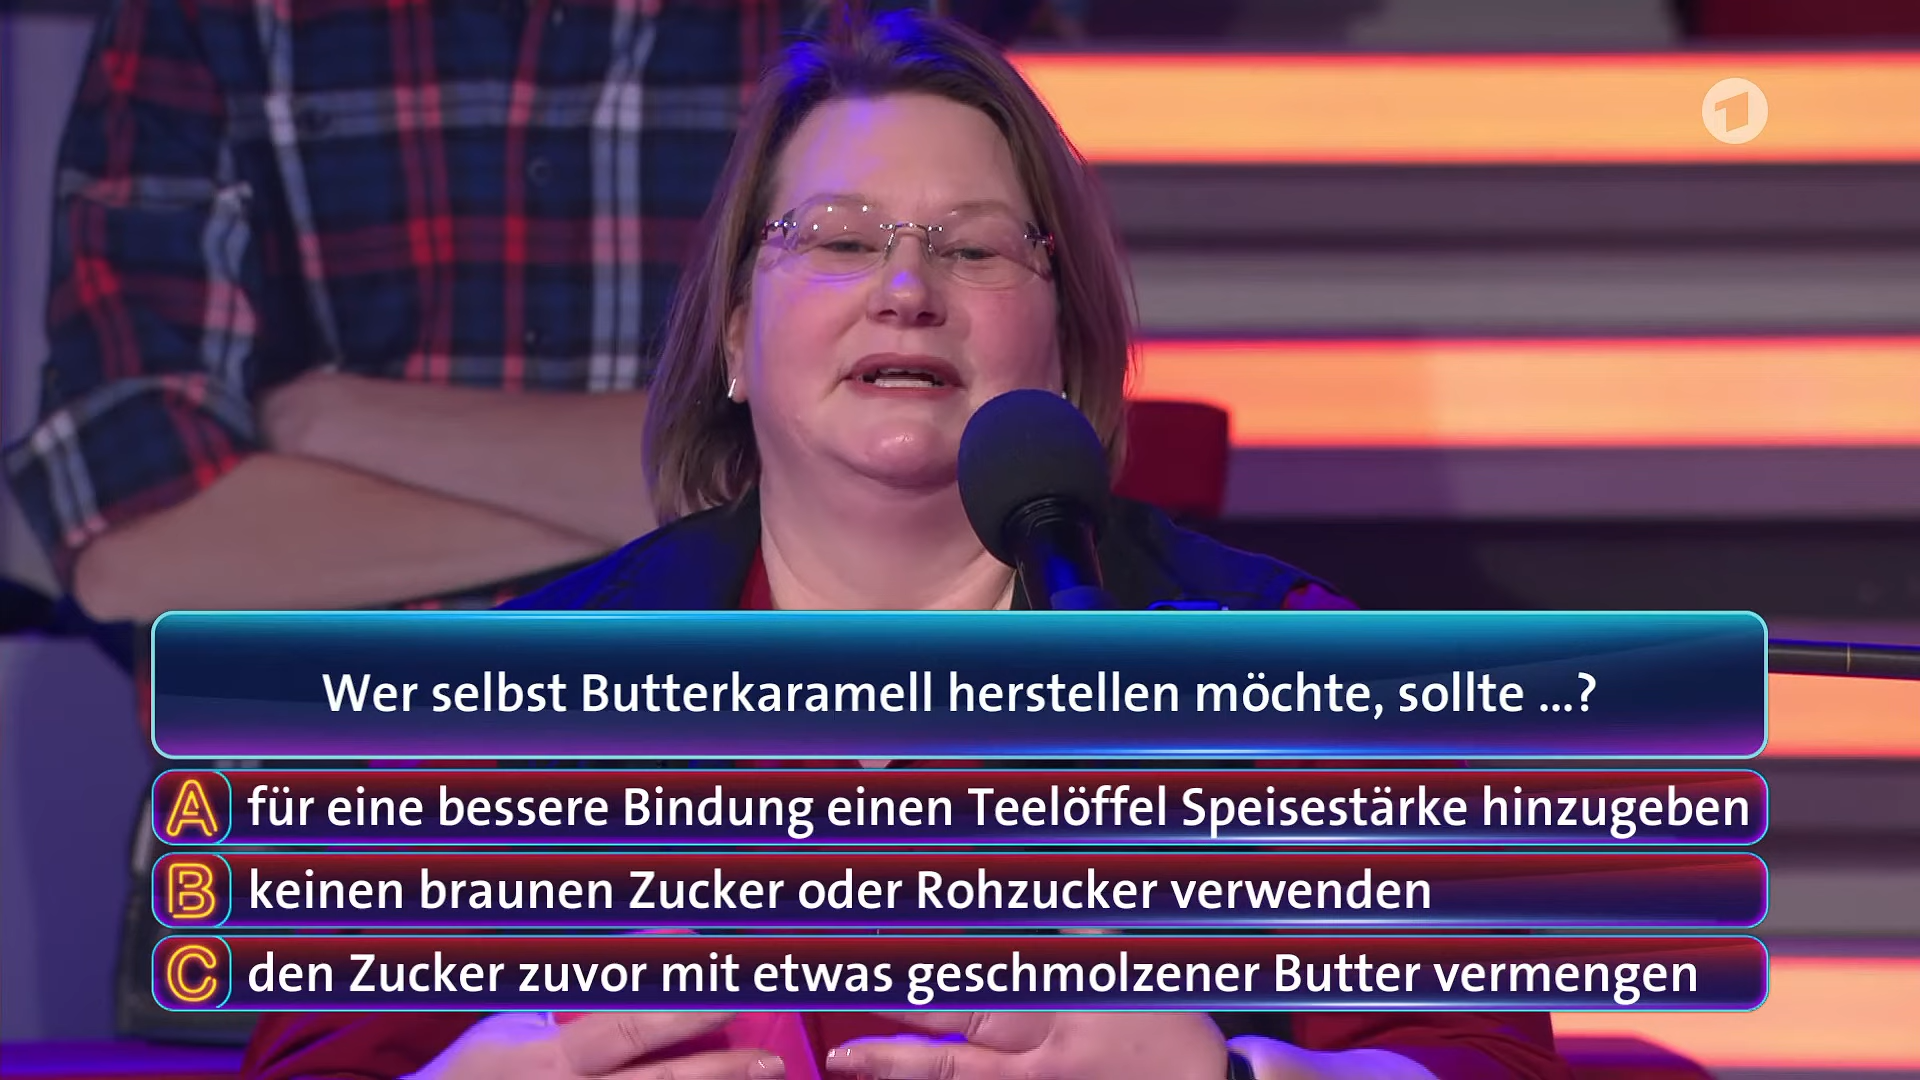 Wer selbst Butterkaramell herstellen möchte, sollte ...?
A für eine bessere Bindung einen Teelöffel Speisestärke hinzugeben
B keinen braunen Zucker oder Rohzucker verwenden
C den Zucker zuvor mit etwas geschmolzener Butter vermengen